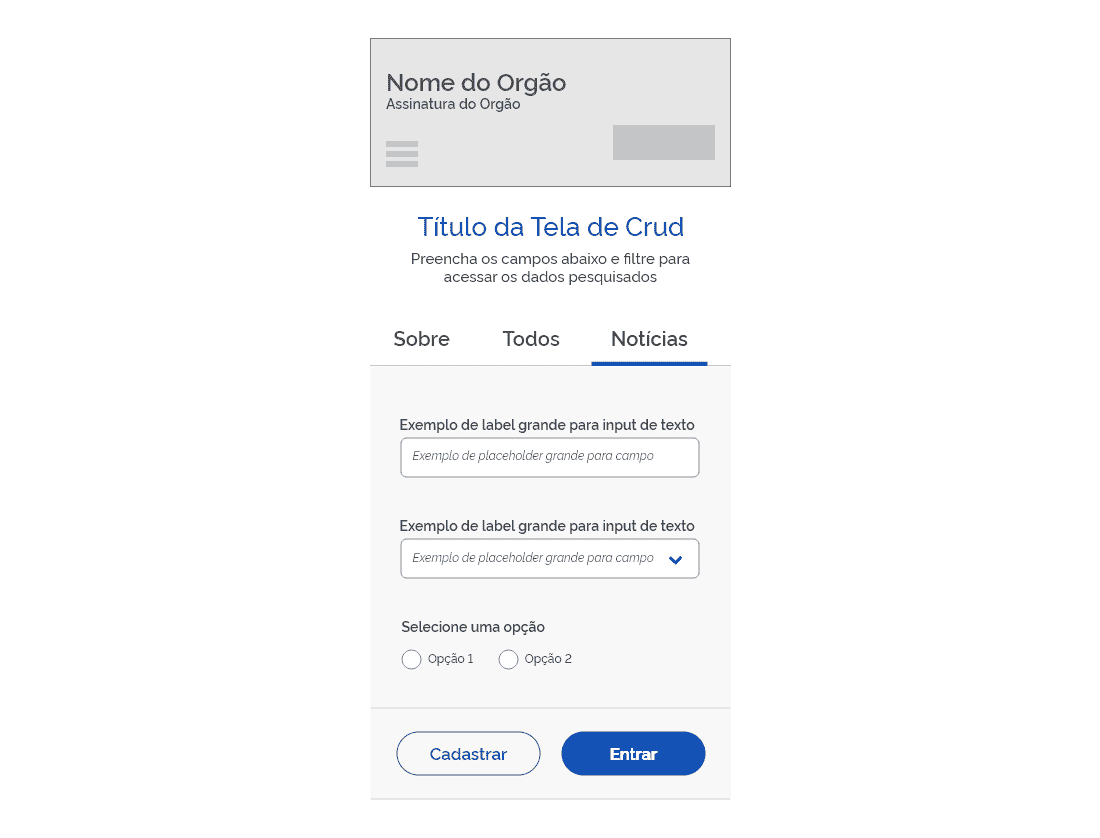 Nome do Orgão
Assinatura do Orgão
Título da Tela de Crud
Preencha os campos abaixo e filtre para
acessar os dados pesquisados
Sobre Todos Notícias
Exemplo de label grande para input de texto
Exemplo de placeholder grande para campo
Exemplo de label grande para input de texto
Exemplo de placeholder grande para campo
Selecione uma opção
Opção 1 Opção 2
Cadastrar Entrar